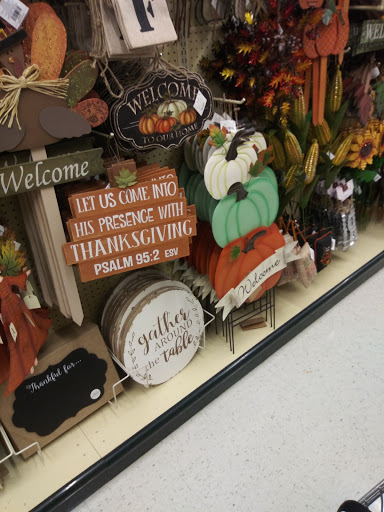 F
WELCOME
TO OUR HOME
Welcome
LET US COME INTO
HIS PRESENCE WITH
THANKSGIVING
PSALM 95:2 ESV
Welcome
gather
AROUND
the table
Thankful for...